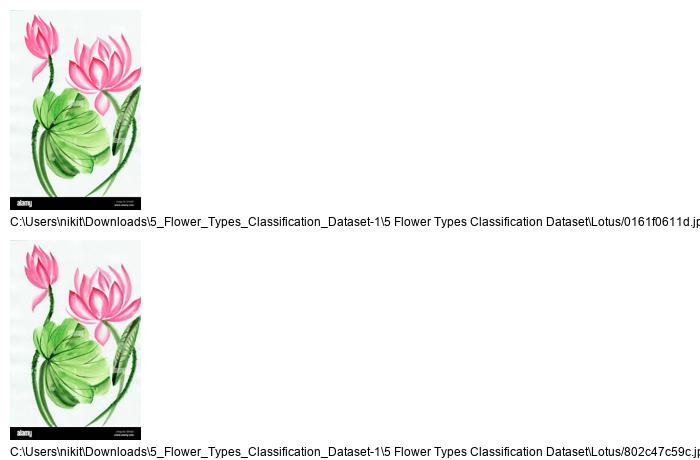 alamy
C:\Users\nikit\Downloads\5_Flower_Types_Classification_Dataset-1\5 Flower Types Classification Dataset\Lotus/0161f0611d.jp
alamy
C:\Users\nikit\Downloads\5_Flower_Types_Classification_Dataset-1\5 Flower Types Classification Dataset\Lotus/802c47c59c.jp